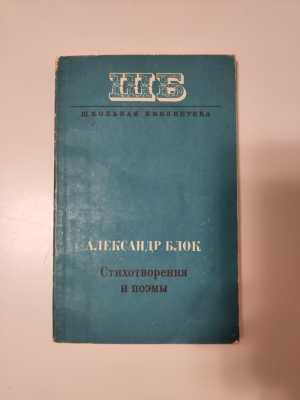 ШБ
ШКОЛЬНАЯ БИБЛИОТЕКА
АЛЕКСАНДР БЛОК
Стихотворения
и поэмы